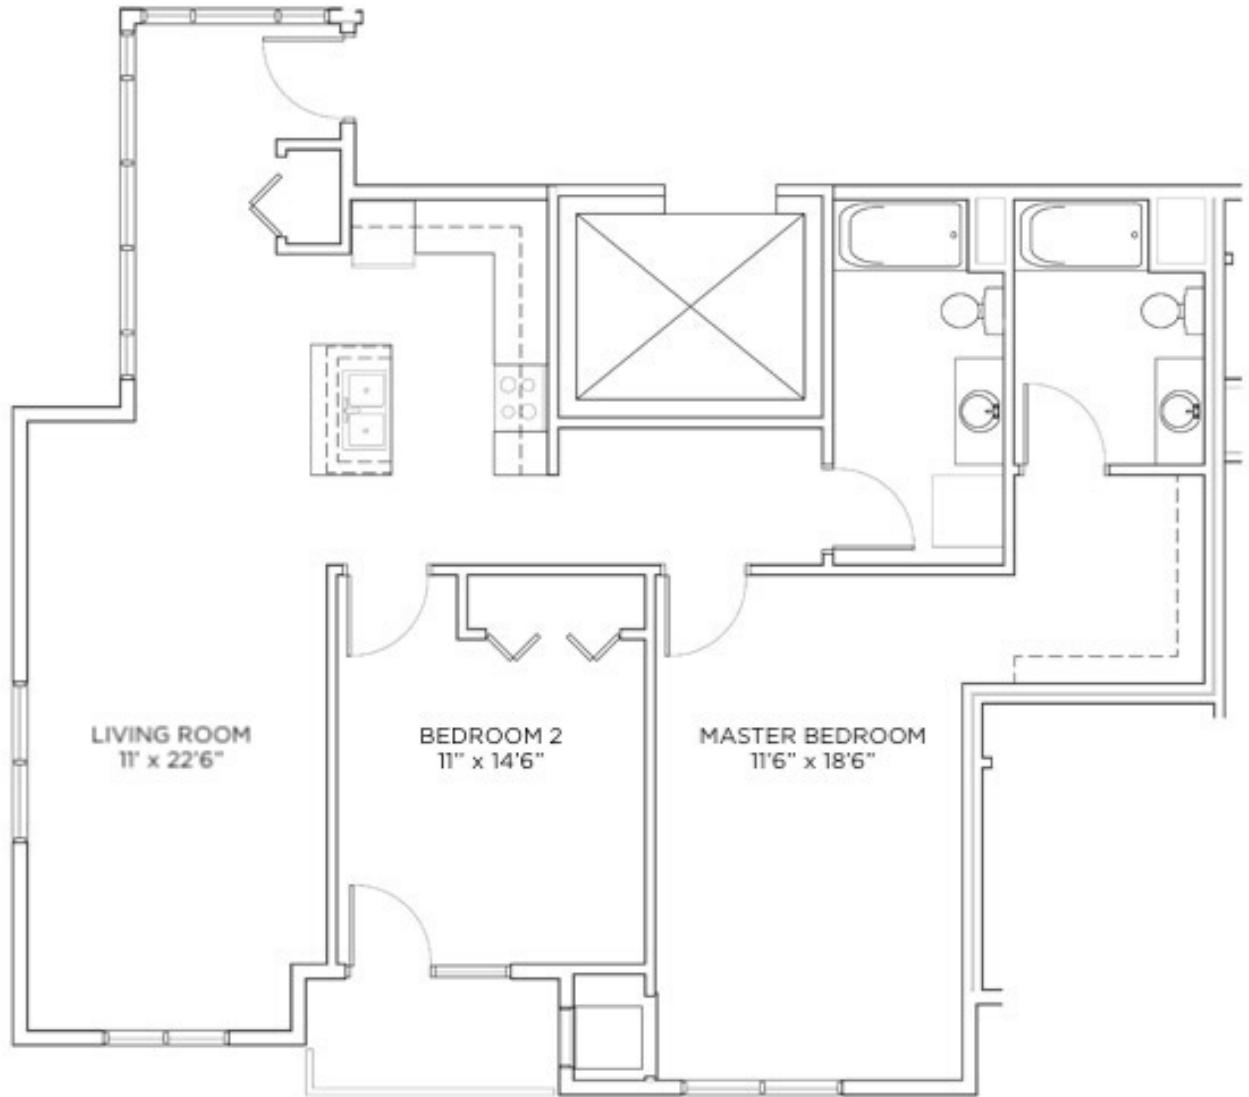 LIVING ROOM
11' x 22'6"
BEDROOM 2
11" x 14'6"
MASTER BEDROOM
11'6" x 18'6"